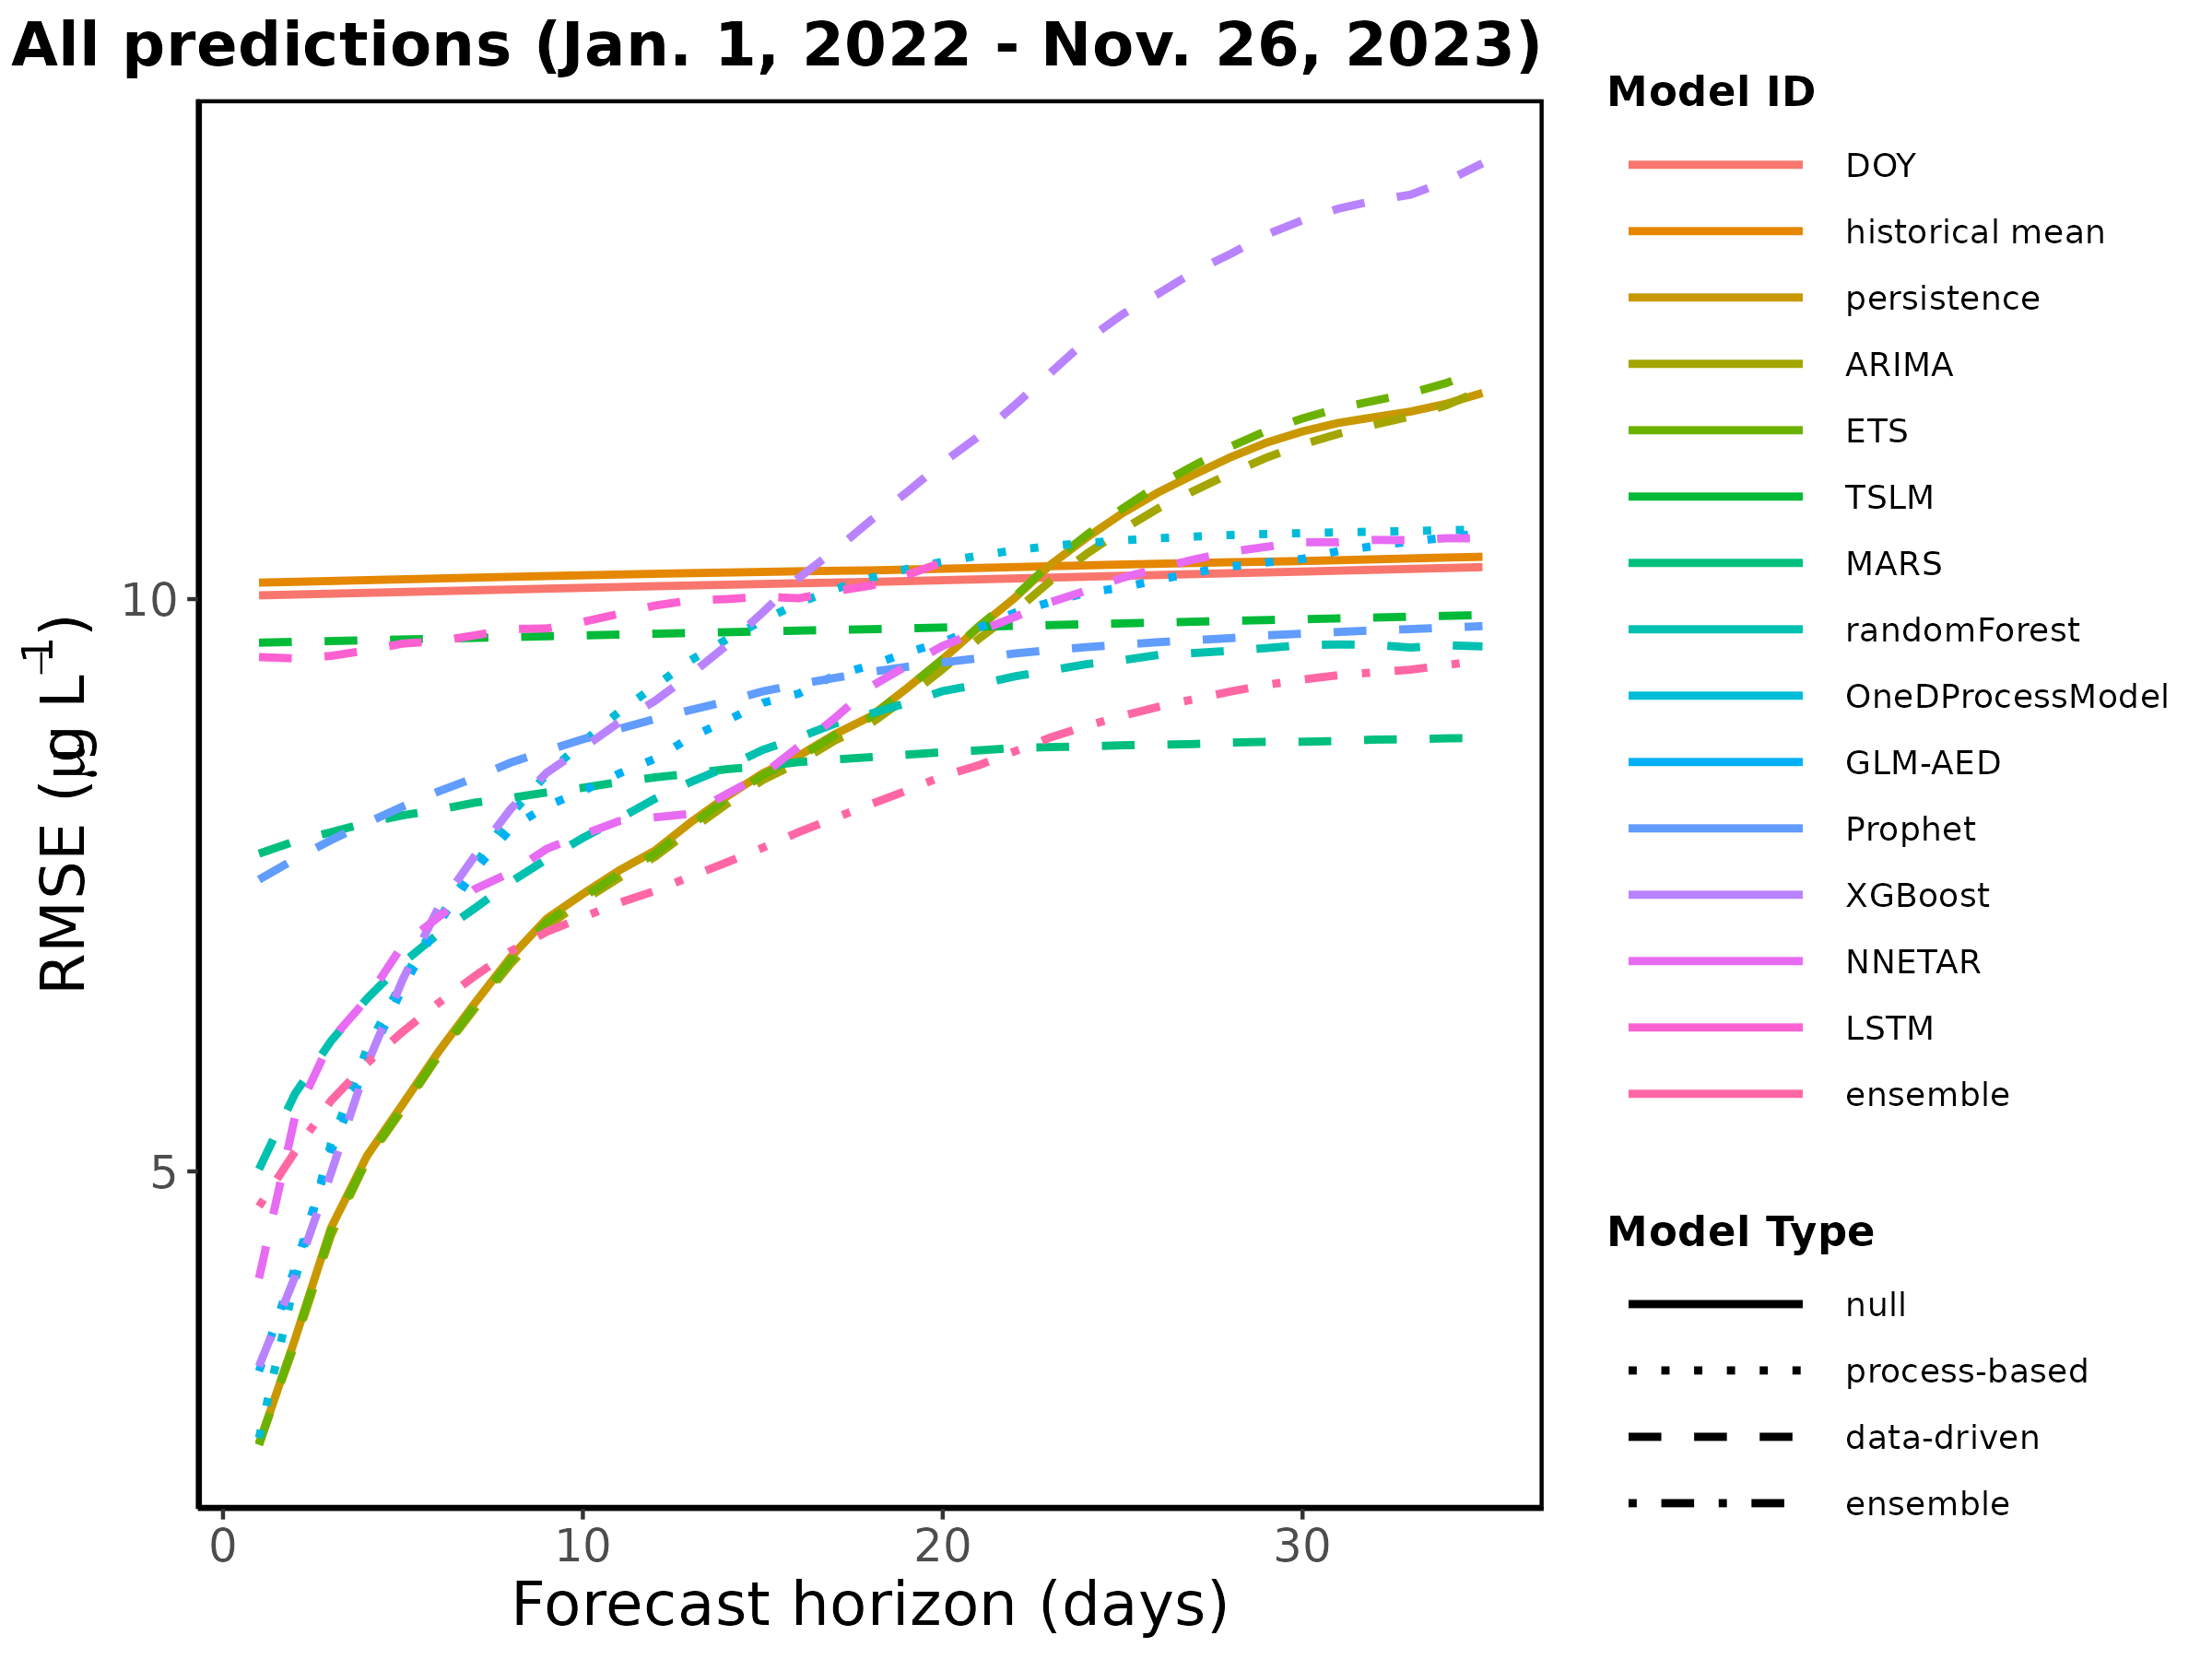 All predictions (Jan. 1, 2022 - Nov. 26, 2023)
RMSE (μg L⁻¹)
10
5
0 10 20 30
Forecast horizon (days)
Model ID
DOY
historical mean
persistence
ARIMA
ETS
TSLM
MARS
randomForest
OneDProcessModel
GLM-AED
Prophet
XGBoost
NNETAR
LSTM
ensemble
Model Type
null
process-based
data-driven
ensemble